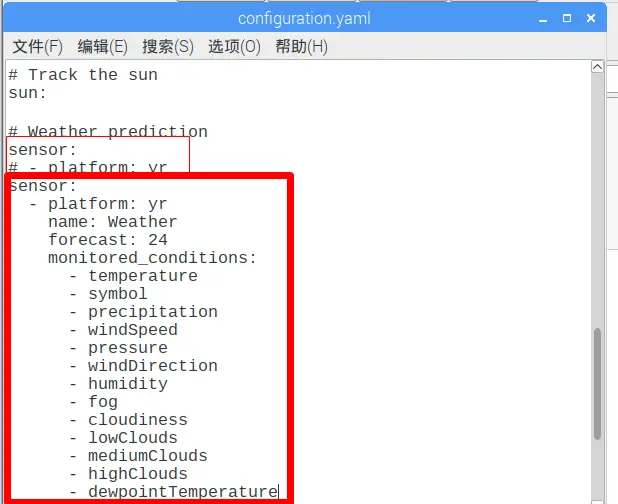 configuration.yaml
文件(F) 编辑(E) 搜索(S) 选项(O) 帮助(H)
# Track the sun
sun:
# Weather prediction
sensor:
# - platform: yr
sensor:
- platform: yr
name: Weather
forecast: 24
monitored_conditions:
- temperature
- symbol
- precipitation
- windSpeed
- pressure
- windDirection
- humidity
- fog
- cloudiness
- lowClouds
- mediumClouds
- highClouds
- dewpointTemperature